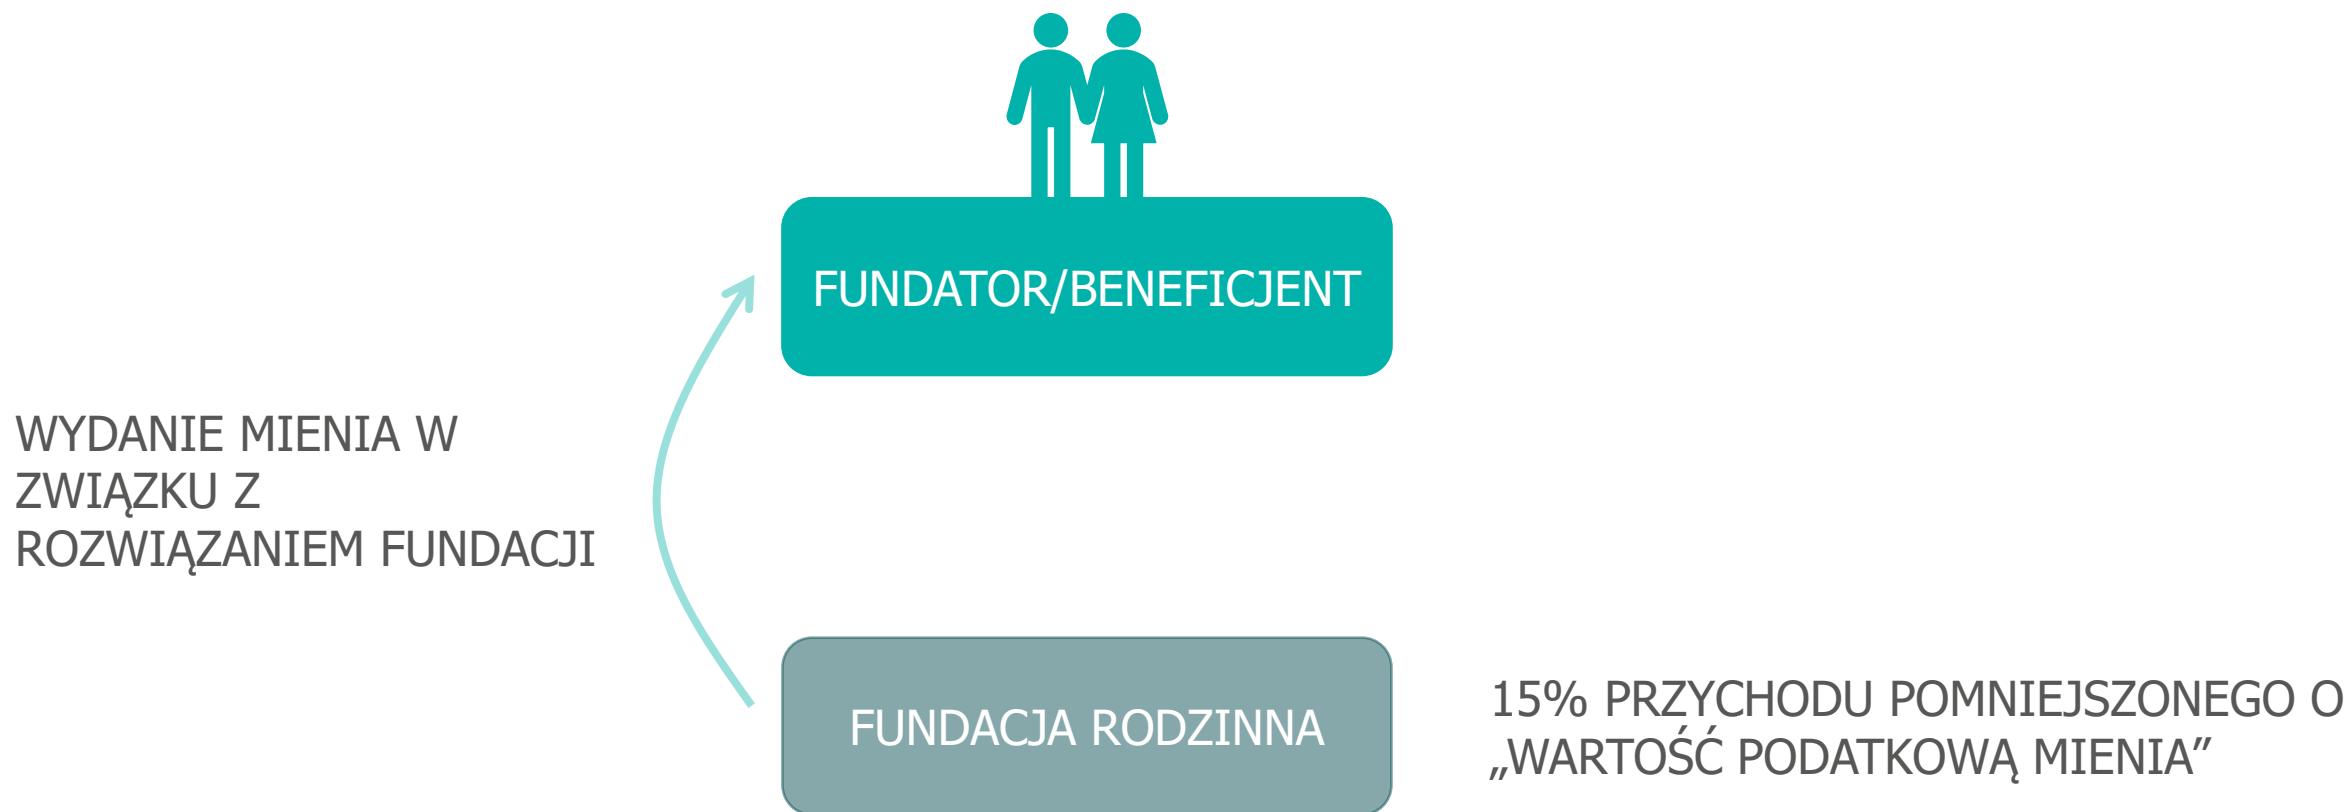 FUNDATOR/BENEFICJENT
WYDANIE MIENIA W
ZWIĄZKU Z
ROZWIĄZANIEM FUNDACJI
FUNDACJA RODZINNA
15% PRZYCHODU POMNIEJSZONEGO O
„WARTOŚĆ PODATKOWĄ MIENIA”